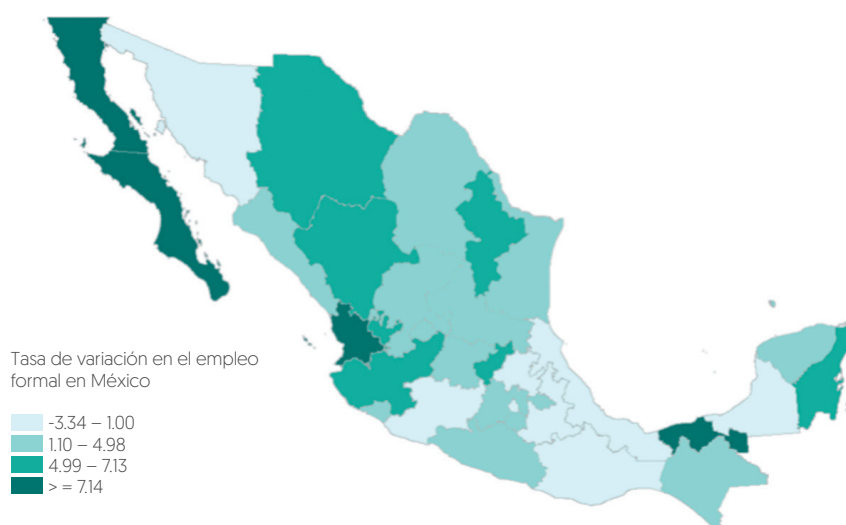 Tasa de variación en el empleo
formal en México
-3.34 – 1.00
1.10 – 4.98
4.99 – 7.13
> = 7.14